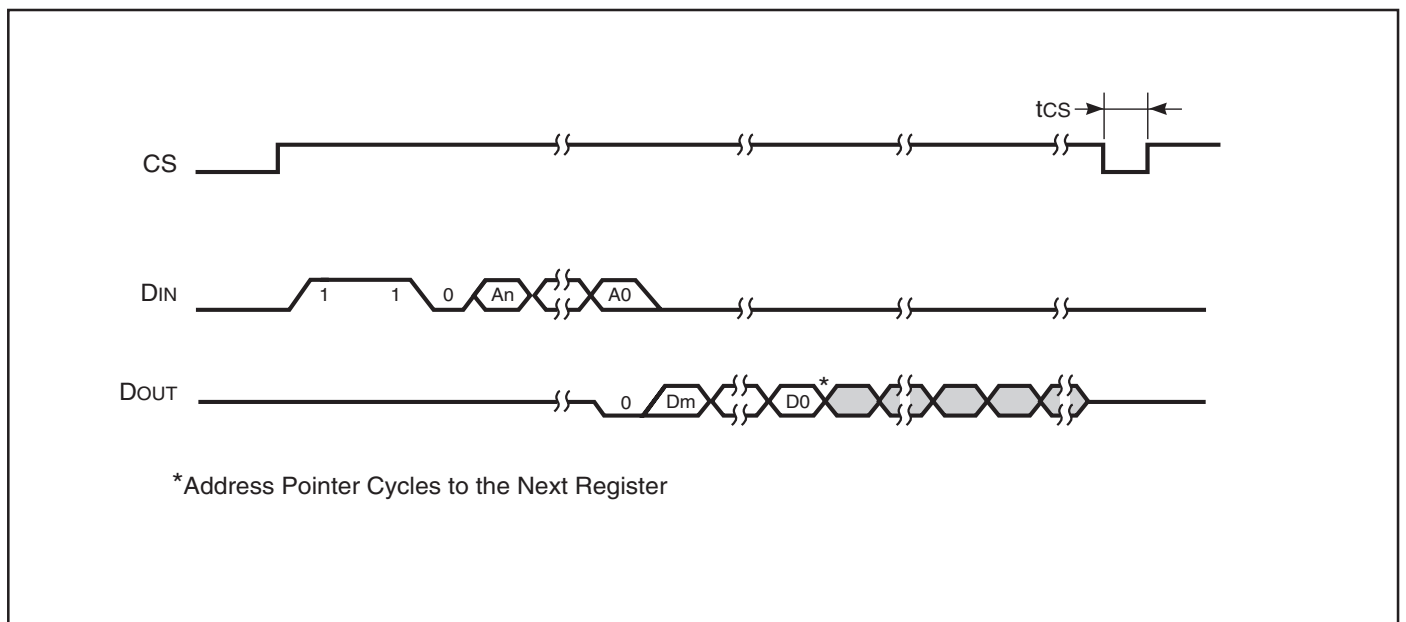 tCS
CS
DIN
1 1 0 An A0
DOUT
0 Dm D0 *
*Address Pointer Cycles to the Next Register